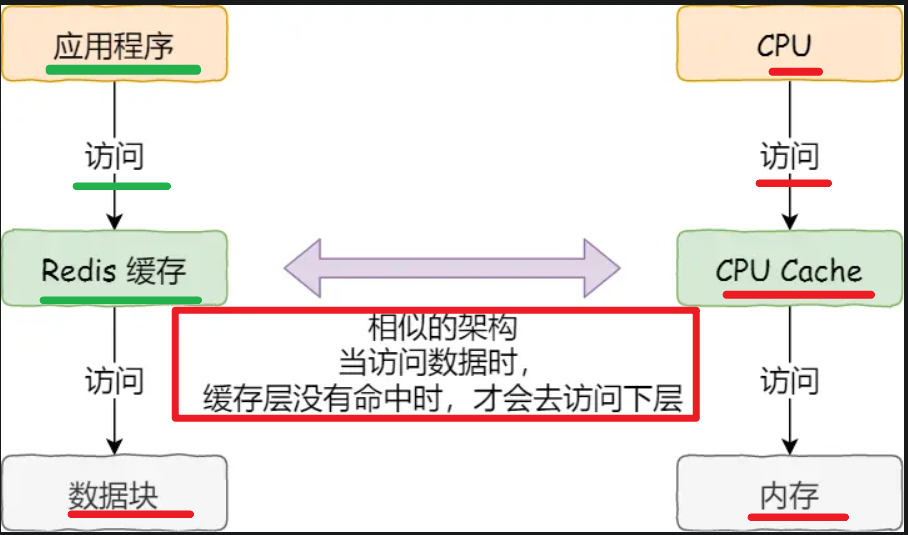 应用程序
CPU
访问
访问
Redis 缓存
CPU Cache
相似的架构
当访问数据时，
缓存层没有命中时，才会去访问下层
访问
访问
数据块
内存